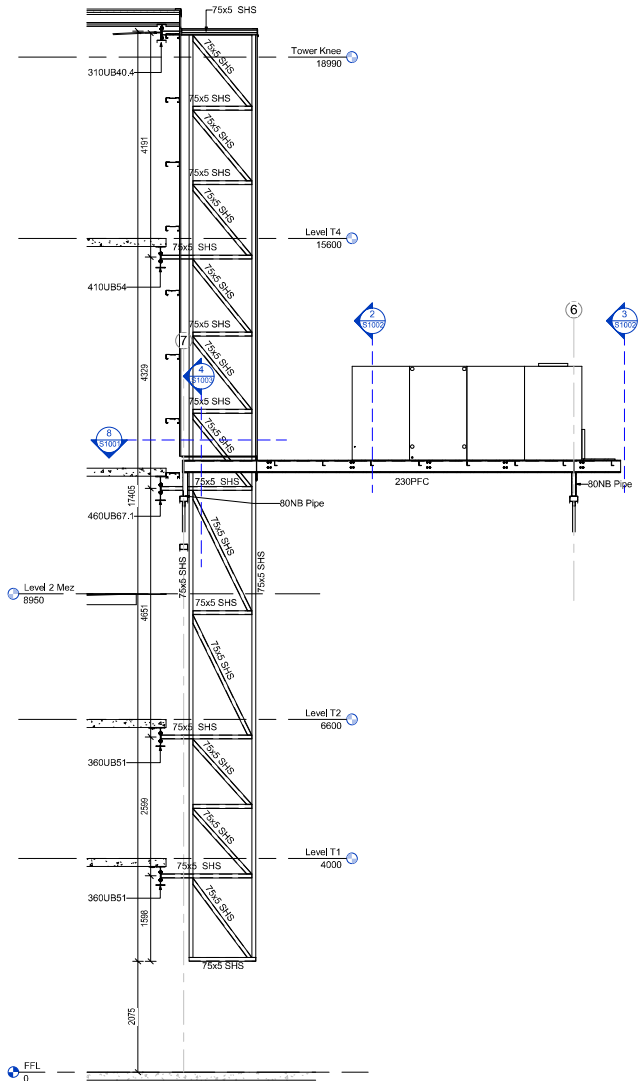 75x5 SHS
75x5 SHS
Tower Knee
18990
310UB40.4
75x5 SHS
75x5 SHS
4191
75x5 SHS
75x5 SHS
Level T4
15600
75x5 SHS
410UB54
75x5 SHS
2
S1002
6
3
S1002
75x5 SHS
7
75x5 SHS
4329
4
S1003
75x5 SHS
8
S1001
75x5 SHS
230PFC
80NB Pipe
17405
80NB Pipe
460UB67.1
75x5 SHS
75x5 SHS
75x5 SHS
Level 2 Mez
8950
75x5 SHS
4651
75x5 SHS
Level T2
6600
75x5 SHS
75x5 SHS
360UB51
2599
75x5 SHS
Level T1
4000
75x5 SHS
360UB51
75x5 SHS
1596
75x5 SHS
2075
FFL
0